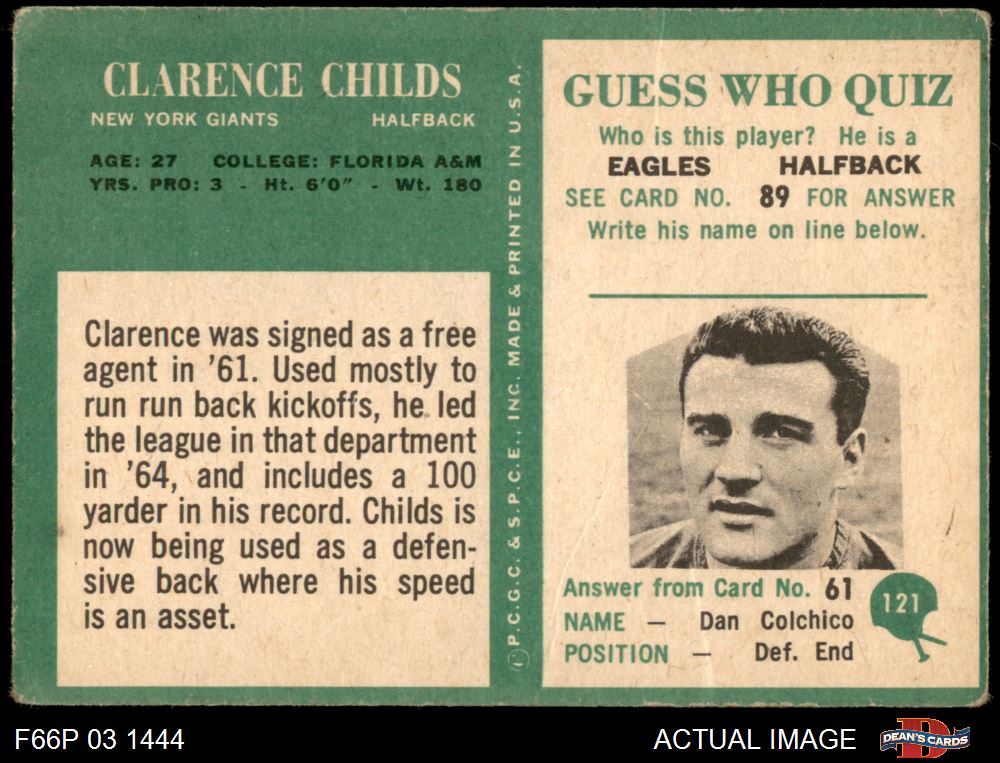 CLARENCE CHILDS
NEW YORK GIANTS HALFBACK
AGE: 27 COLLEGE: FLORIDA A&M
YRS. PRO: 3 - Ht. 6'0" - Wt. 180
Clarence was signed as a free
agent in '61. Used mostly to
run run back kickoffs, he led
the league in that department
in '64, and includes a 100
yarder in his record. Childs is
now being used as a defen-
sive back where his speed
is an asset.
©P.C.G.C. & S.P.C.E., INC. MADE & PRINTED IN U.S.A.
GUESS WHO QUIZ
Who is this player? He is a
EAGLES HALFBACK
SEE CARD NO. 89 FOR ANSWER
Write his name on line below.
Answer from Card No. 61
NAME — Dan Colchico
POSITION — Def. End
121
F66P 03 1444
ACTUAL IMAGE
D
DEAN'S CARDS